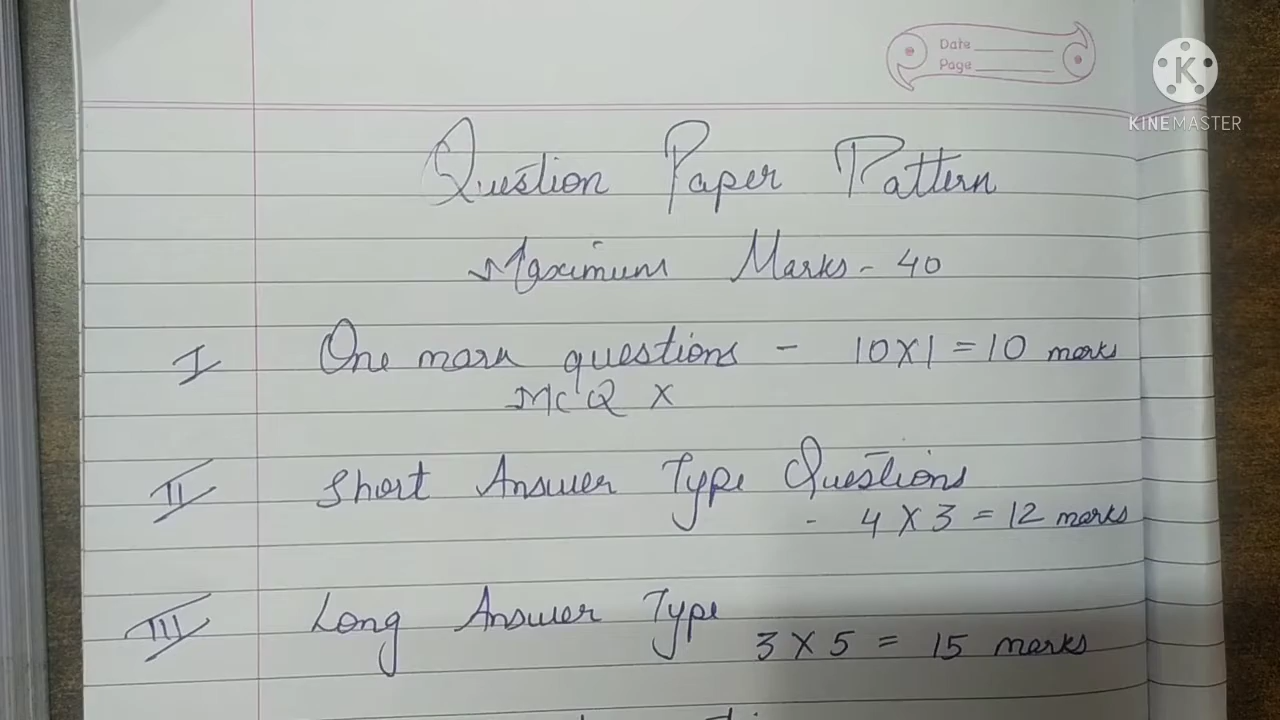 Date
Page
KINEMASTER
Question Paper Pattern
Maximum Marks - 40
I One mark questions - 10 X 1 = 10 marks
MCQ X
II Short Answer Type Questions
- 4 X 3 = 12 marks
III Long Answer Type
3 X 5 = 15 marks